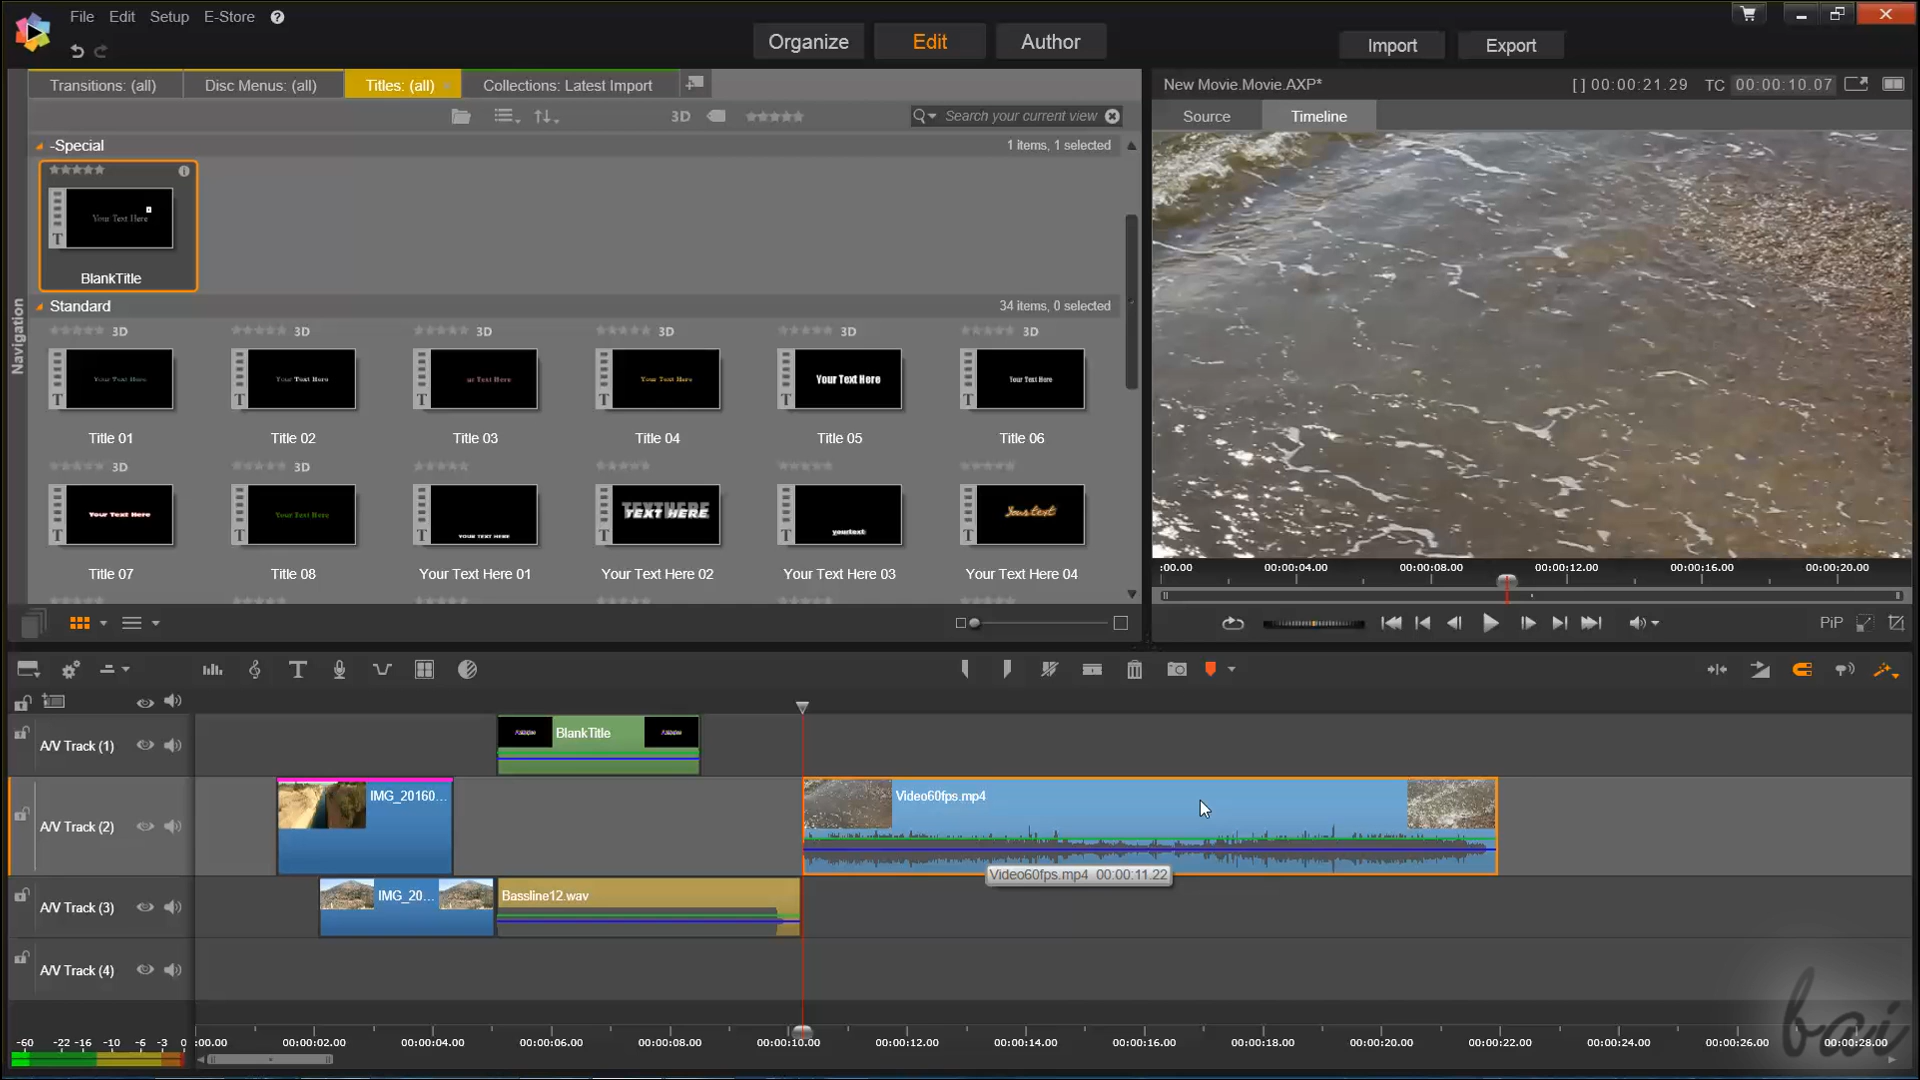 File Edit Setup E-Store ?
Organize Edit Author
Import Export
Transitions: (all) Disc Menus: (all) Titles: (all) Collections: Latest Import
New Movie.Movie.AXP* [ ] 00:00:21.29 TC 00:00:10.07
3D Search your current view
Source Timeline
-Special 1 items, 1 selected
Your Text Here
T
BlankTitle
Standard 34 items, 0 selected
3D 3D 3D 3D 3D 3D
Your Text Here Your Text Here ur Text Here Your Text Here Your Text Here Your Text Here
T T T T T T
Title 01 Title 02 Title 03 Title 04 Title 05 Title 06
3D 3D
Your Text Here Your Text Here YOUR TEXT HERE TEXT HERE yourtext Your text
T T T T T T
Title 07 Title 08 Your Text Here 01 Your Text Here 02 Your Text Here 03 Your Text Here 04
Navigation
:00.00 00:00:04.00 00:00:08.00 00:00:12.00 00:00:16.00 00:00:20.00
PiP
T
A/V Track (1) BlankTitle
A/V Track (2) IMG_20160... Video60fps.mp4
Video60fps.mp4 00:00:11.22
A/V Track (3) IMG_20... Bassline12.wav
A/V Track (4)
-60 -22 -16 -10 -6 -3 0 :00.00 00:00:02.00 00:00:04.00 00:00:06.00 00:00:08.00 00:00:10.00 00:00:12.00 00:00:14.00 00:00:16.00 00:00:18.00 00:00:20.00 00:00:22.00 00:00:24.00 00:00:26.00 00:00:28.00
bai